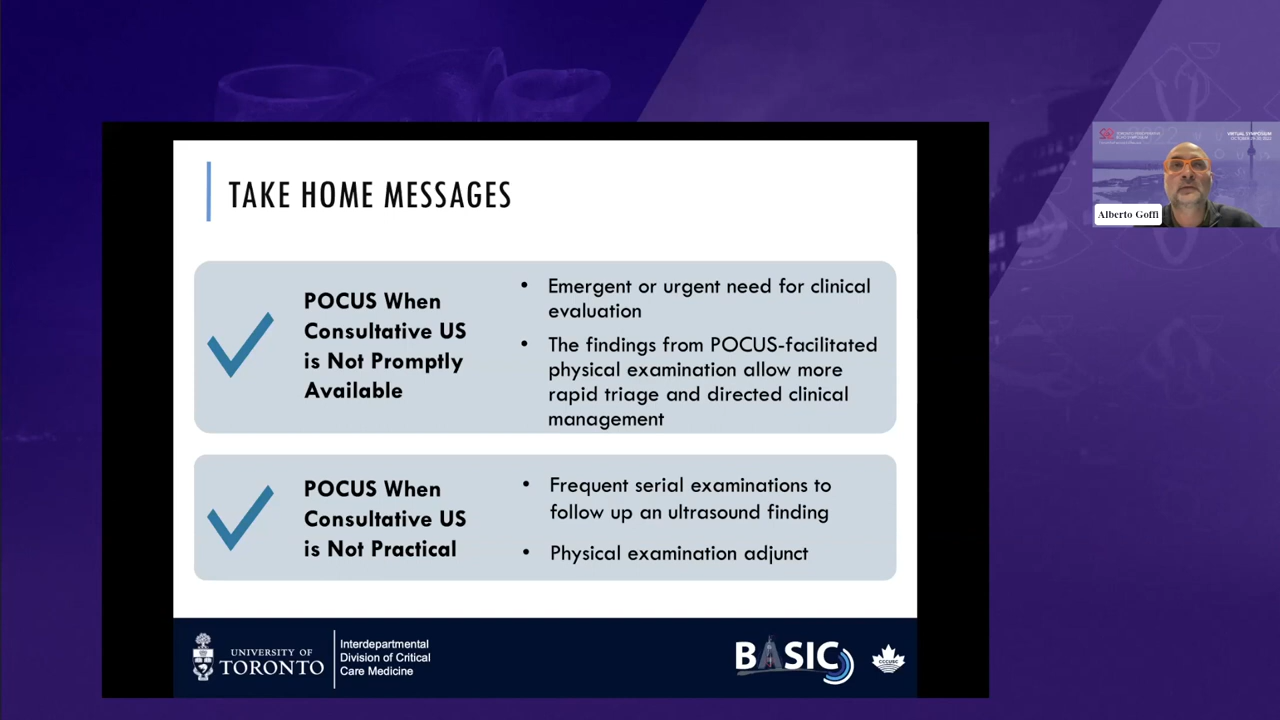 TAKE HOME MESSAGES
POCUS When
Consultative US
is Not Promptly
Available
• Emergent or urgent need for clinical
evaluation
• The findings from POCUS-facilitated
physical examination allow more
rapid triage and directed clinical
management
POCUS When
Consultative US
is Not Practical
• Frequent serial examinations to
follow up an ultrasound finding
• Physical examination adjunct
UNIVERSITY OF
TORONTO
Interdepartmental
Division of Critical
Care Medicine
BASIC
CCCUSG
VIRTUAL SYMPOSIUM
Alberto Goffi